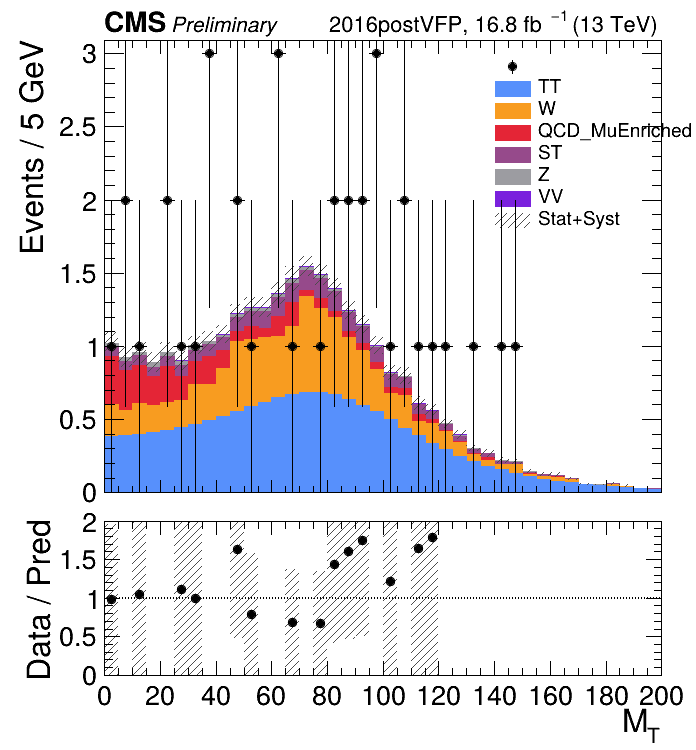 CMS Preliminary 2016postVFP, 16.8 fb⁻¹ (13 TeV)
Events / 5 GeV
3
2.5
2
1.5
1
0.5
0
TT
W
QCD_MuEnriched
ST
Z
VV
Stat+Syst
Data / Pred
2
1.5
1
0.5
0
0 20 40 60 80 100 120 140 160 180 200
M_T